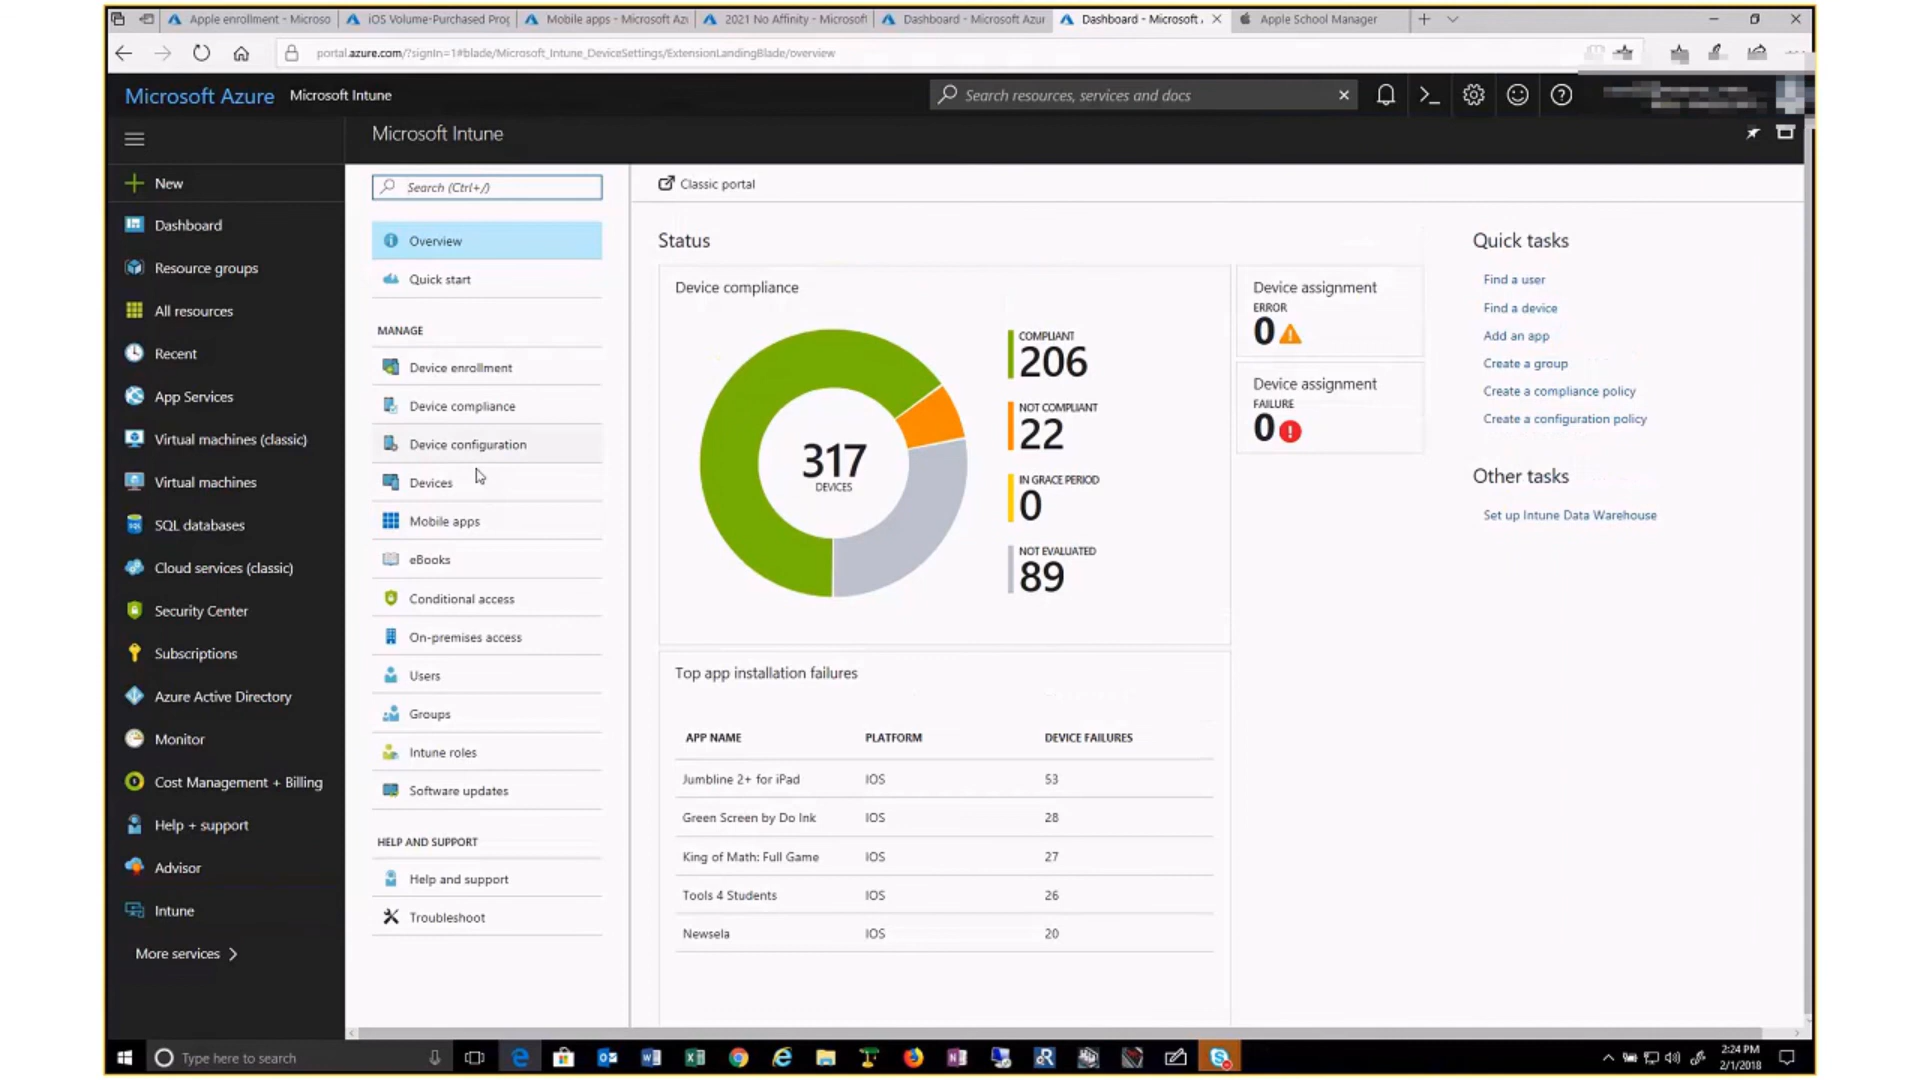 Apple enrollment - Microso
iOS Volume-Purchased Prog
Mobile apps - Microsoft Az
2021 No Affinity - Microsoft
Dashboard - Microsoft Azur
Dashboard - Microsoft A
Apple School Manager
portal.azure.com/?signIn=1#blade/Microsoft_Intune_DeviceSettings/ExtensionLandingBlade/overview
Microsoft Azure Microsoft Intune
Search resources, services and docs
Microsoft Intune
New
Dashboard
Resource groups
All resources
Recent
App Services
Virtual machines (classic)
Virtual machines
SQL databases
Cloud services (classic)
Security Center
Subscriptions
Azure Active Directory
Monitor
Cost Management + Billing
Help + support
Advisor
Intune
More services
Search (Ctrl+/)
Overview
Quick start
MANAGE
Device enrollment
Device compliance
Device configuration
Devices
Mobile apps
eBooks
Conditional access
On-premises access
Users
Groups
Intune roles
Software updates
HELP AND SUPPORT
Help and support
Troubleshoot
Classic portal
Status
Device compliance
317
DEVICES
COMPLIANT
206
NOT COMPLIANT
22
IN GRACE PERIOD
0
NOT EVALUATED
89
Device assignment
ERROR
0
Device assignment
FAILURE
0
Quick tasks
Find a user
Find a device
Add an app
Create a group
Create a compliance policy
Create a configuration policy
Other tasks
Set up Intune Data Warehouse
Top app installation failures
APP NAME PLATFORM DEVICE FAILURES
Jumbline 2+ for iPad IOS 53
Green Screen by Do Ink IOS 28
King of Math: Full Game IOS 27
Tools 4 Students IOS 26
Newsela IOS 20
Type here to search
2:24 PM
2/1/2018